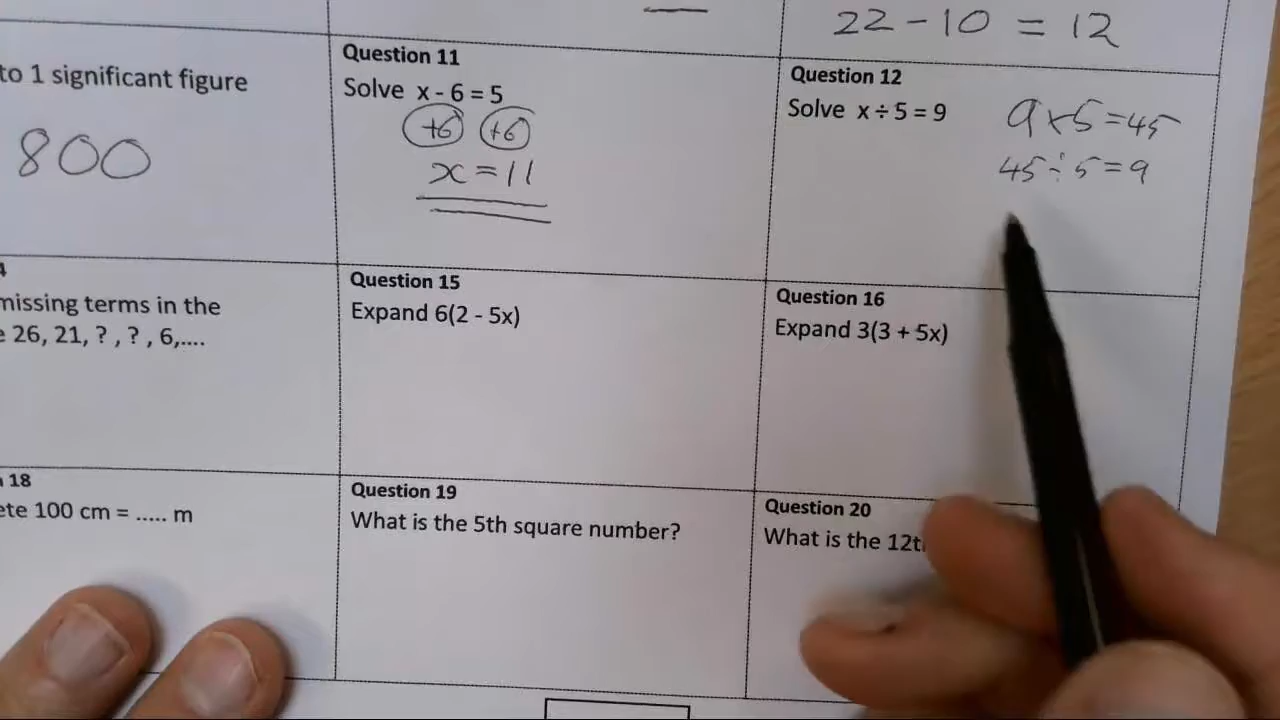 22 - 10 = 12
to 1 significant figure
800
Question 11
Solve x - 6 = 5
+6 +6
x = 11
Question 12
Solve x ÷ 5 = 9
9 x 5 = 45
45 ÷ 5 = 9
4
missing terms in the
e 26, 21, ? , ? , 6,....
Question 15
Expand 6(2 - 5x)
Question 16
Expand 3(3 + 5x)
18
ete 100 cm = ..... m
Question 19
What is the 5th square number?
Question 20
What is the 12t